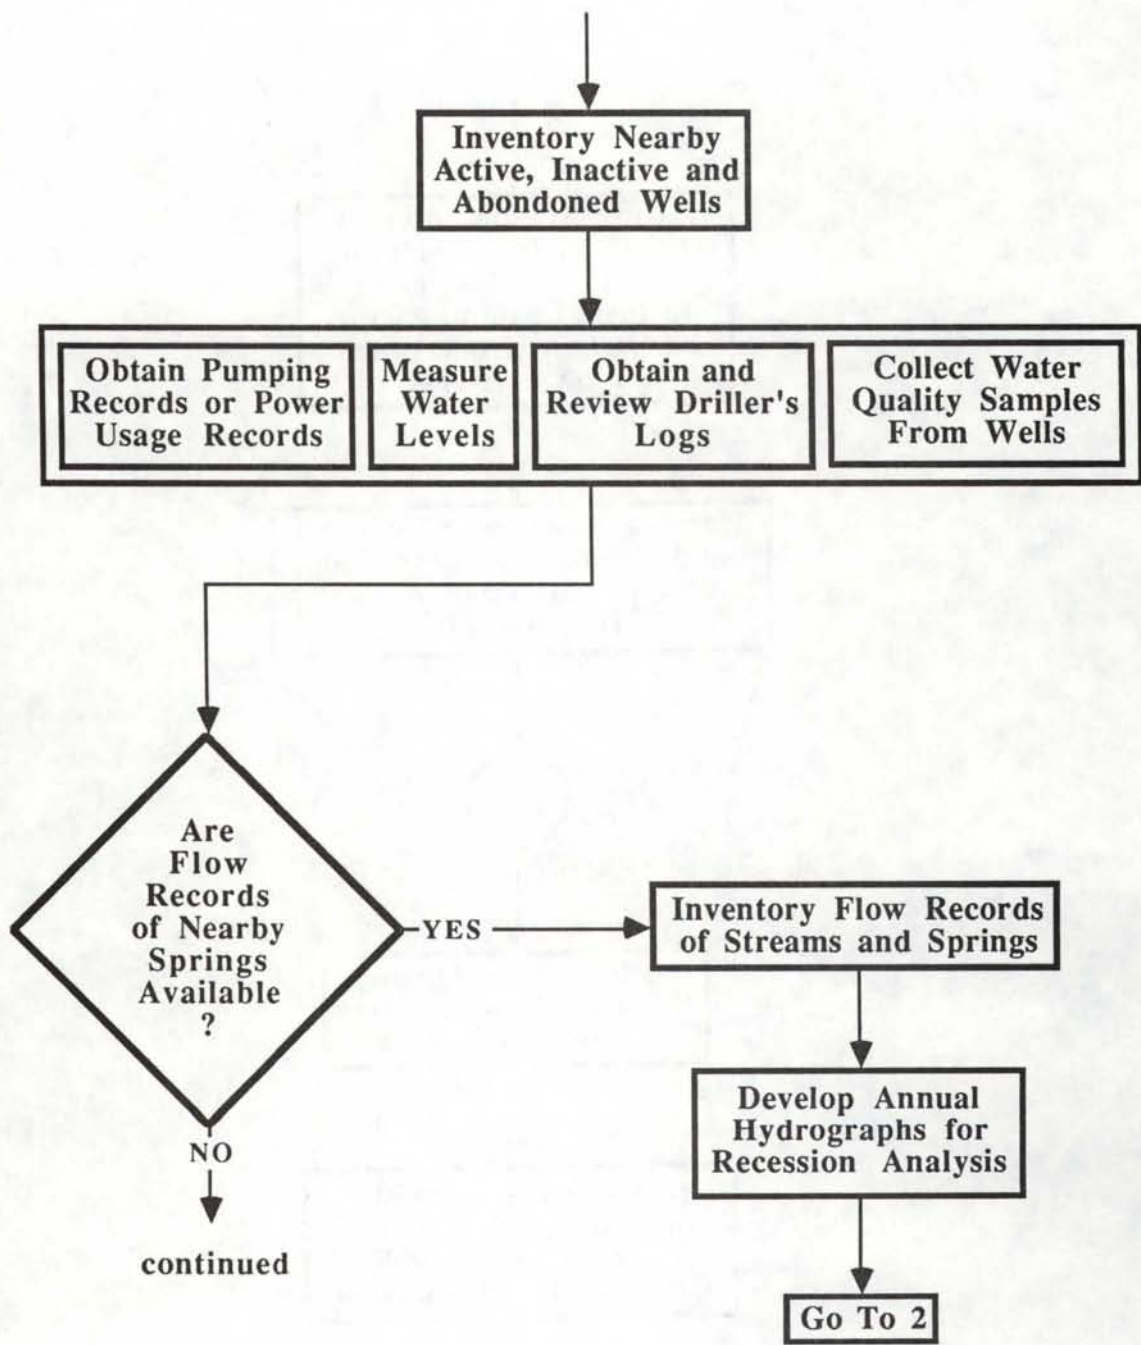 Inventory Nearby
Active, Inactive and
Abondoned Wells
Obtain Pumping
Records or Power
Usage Records
Measure
Water
Levels
Obtain and
Review Driller's
Logs
Collect Water
Quality Samples
From Wells
Are
Flow
Records
of Nearby
Springs
Available
?
YES
Inventory Flow Records
of Streams and Springs
Develop Annual
Hydrographs for
Recession Analysis
Go To 2
NO
continued